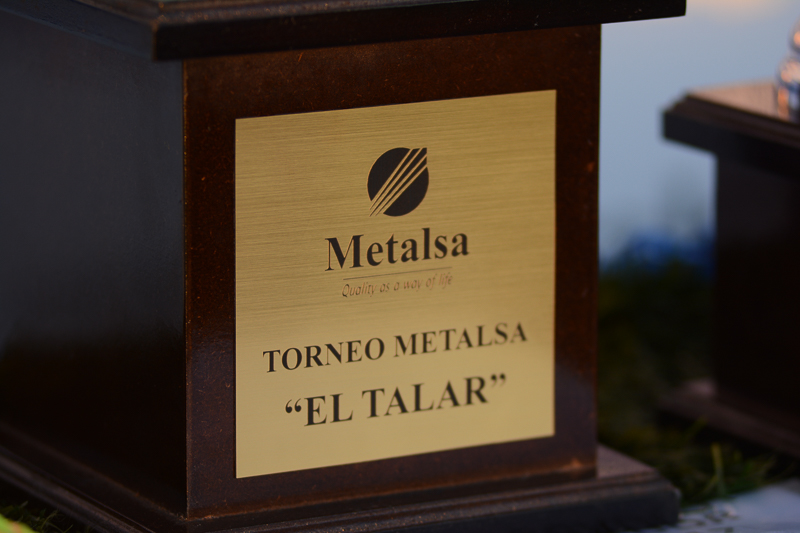 Metalsa
Quality as a way of life
TORNEO METALSA
“EL TALAR”